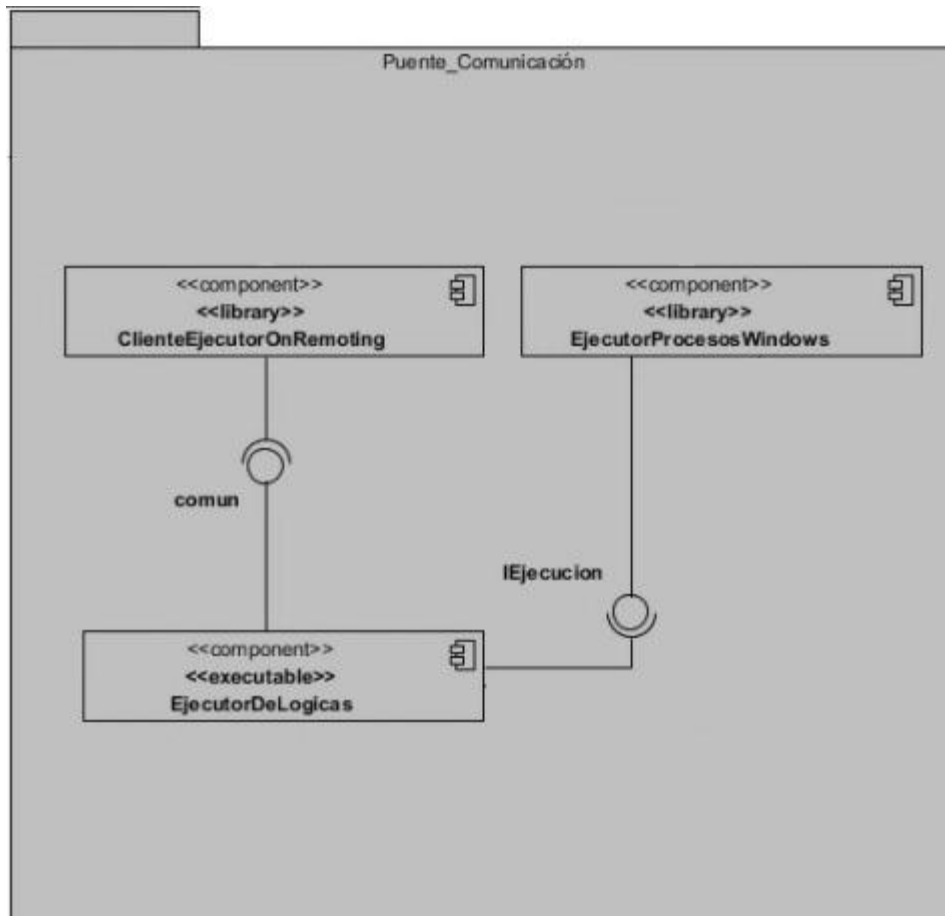 Puente_Comunicación
<<component>>
<<library>>
ClienteEjecutorOnRemoting
<<component>>
<<library>>
EjecutorProcesosWindows
comun
IEjecucion
<<component>>
<<executable>>
EjecutorDeLogicas